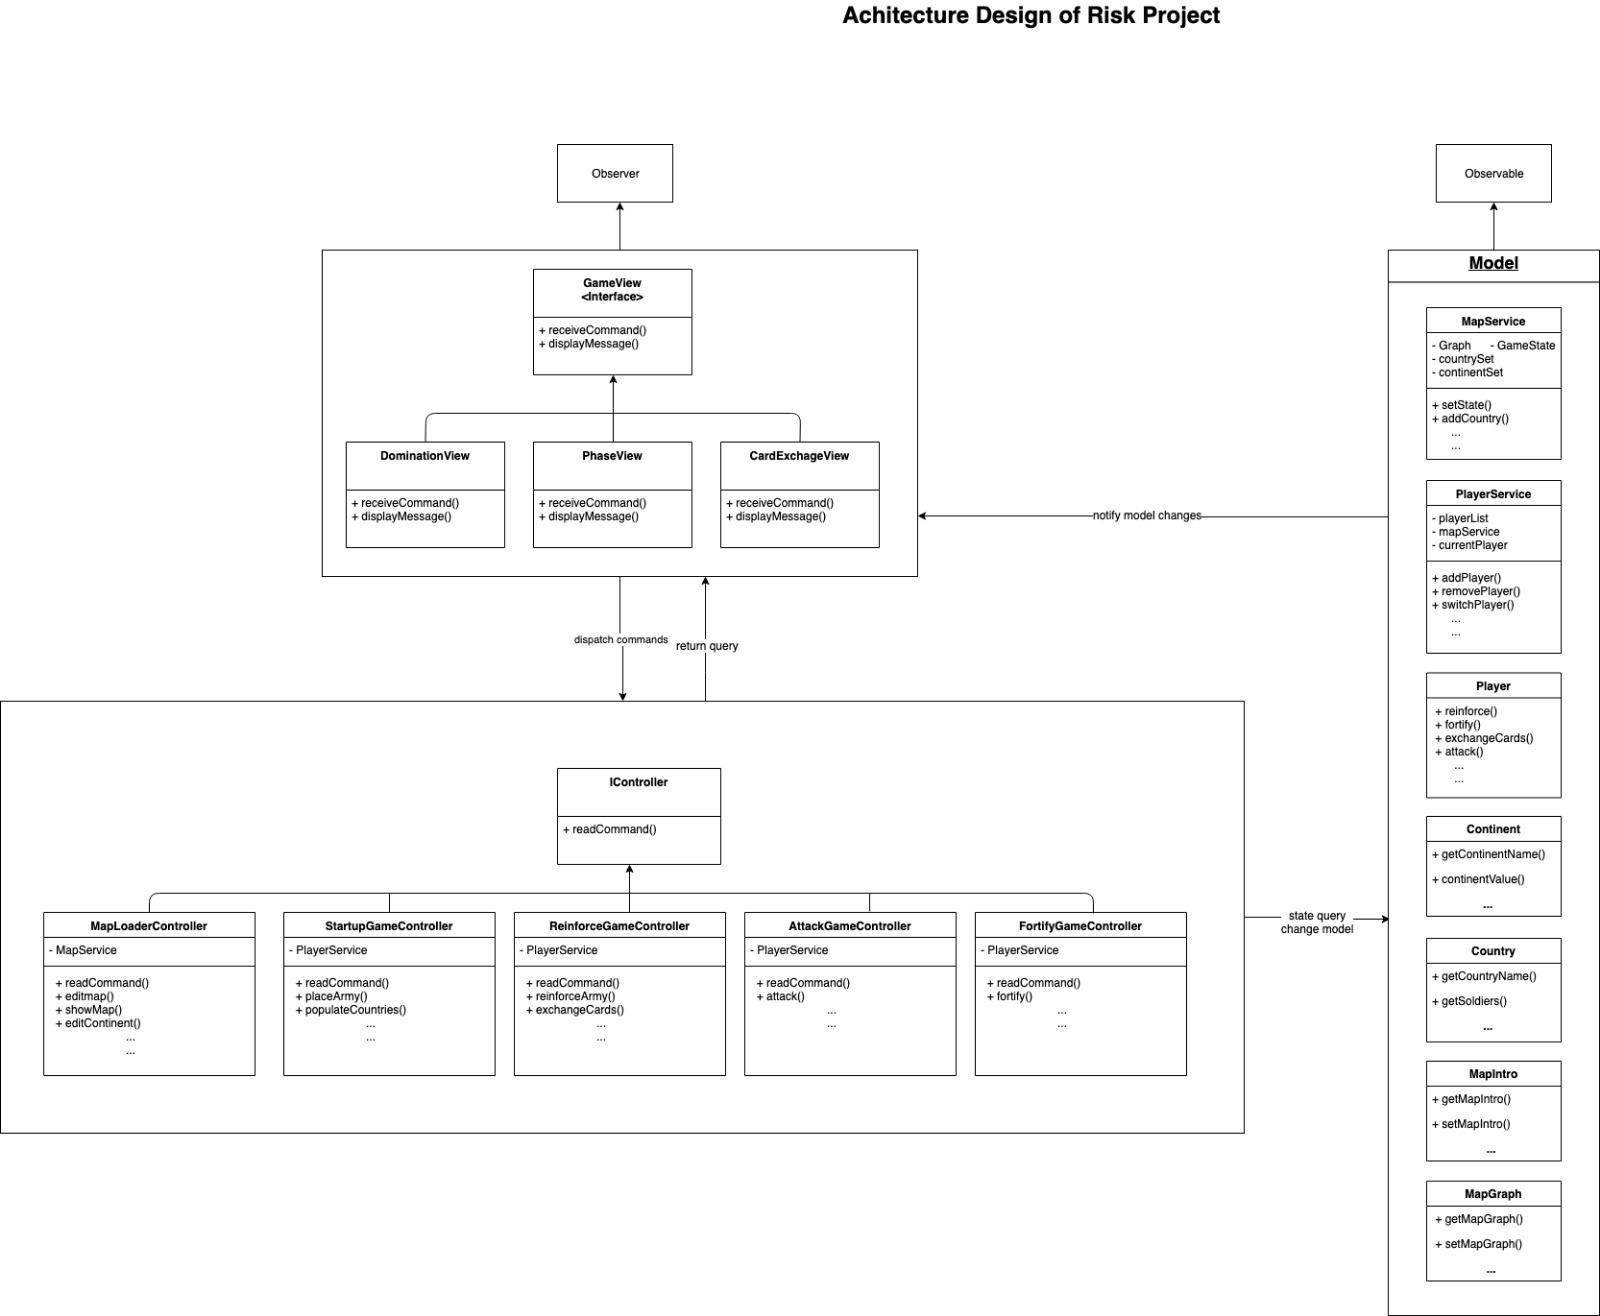 Achitecture Design of Risk Project
Observer
Observable
GameView
<Interface>
+ receiveCommand()
+ displayMessage()
DominationView
+ receiveCommand()
+ displayMessage()
PhaseView
+ receiveCommand()
+ displayMessage()
CardExchageView
+ receiveCommand()
+ displayMessage()
notify model changes
dispatch commands
return query
IController
+ readCommand()
MapLoaderController
- MapService
+ readCommand()
+ editmap()
+ showMap()
+ editContinent()
...
...
StartupGameController
- PlayerService
+ readCommand()
+ placeArmy()
+ populateCountries()
...
...
ReinforceGameController
- PlayerService
+ readCommand()
+ reinforceArmy()
+ exchangeCards()
...
...
AttackGameController
- PlayerService
+ readCommand()
+ attack()
...
...
FortifyGameController
- PlayerService
+ readCommand()
+ fortify()
...
...
state query
change model
Model
MapService
- Graph - GameState
- countrySet
- continentSet
+ setState()
+ addCountry()
...
...
PlayerService
- playerList
- mapService
- currentPlayer
+ addPlayer()
+ removePlayer()
+ switchPlayer()
...
...
Player
+ reinforce()
+ fortify()
+ exchangeCards()
+ attack()
...
...
Continent
+ getContinentName()
+ continentValue()
...
Country
+ getCountryName()
+ getSoldiers()
...
MapIntro
+ getMapIntro()
+ setMapIntro()
...
MapGraph
+ getMapGraph()
+ setMapGraph()
...